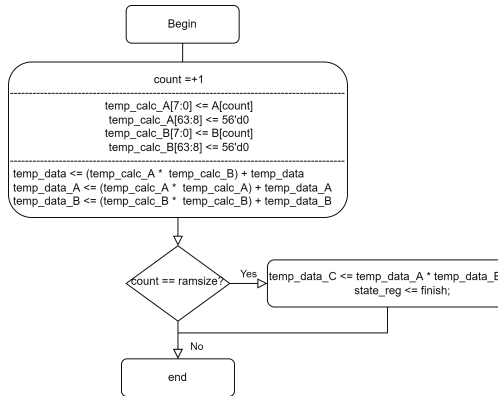 Begin
count =+1
temp_calc_A[7:0] <= A[count]
temp_calc_A[63:8] <= 56'd0
temp_calc_B[7:0] <= B[count]
temp_calc_B[63:8] <= 56'd0
temp_data <= (temp_calc_A * temp_calc_B) + temp_data
temp_data_A <= (temp_calc_A * temp_calc_A) + temp_data_A
temp_data_B <= (temp_calc_B * temp_calc_B) + temp_data_B
count == ramsize?
Yes
temp_data_C <= temp_data_A * temp_data_B
state_reg <= finish;
No
end